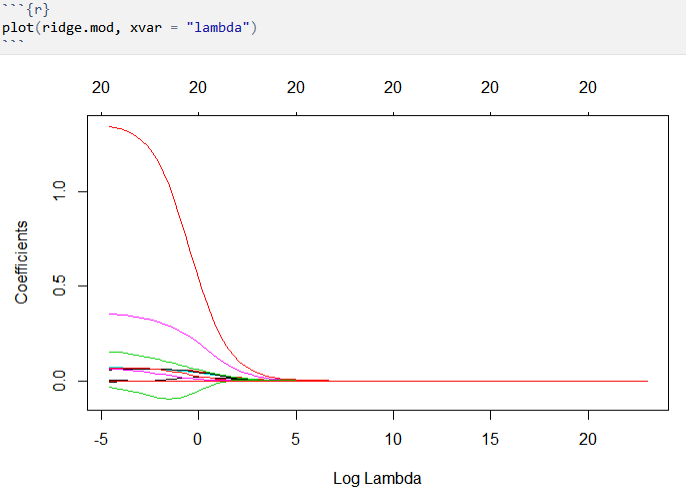 ```{r}
plot(ridge.mod, xvar = "lambda")
```
20 20 20 20 20 20
1.0
0.5
0.0
Coefficients
-5 0 5 10 15 20
Log Lambda